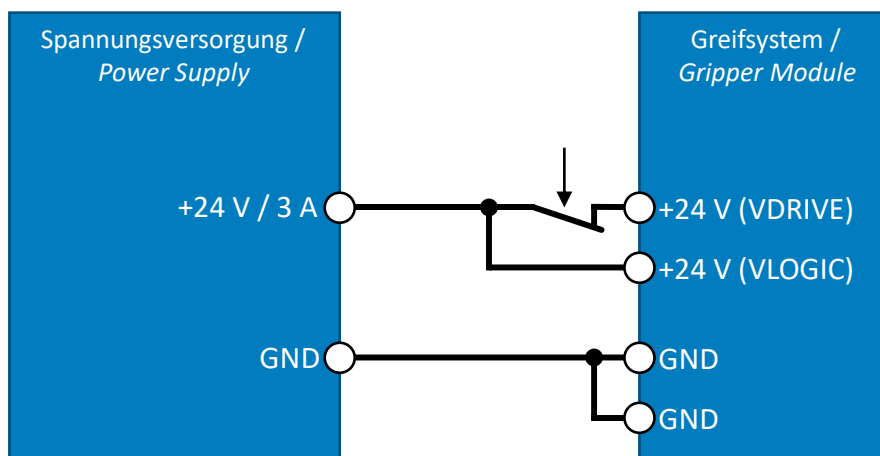 Spannungsversorgung /
Power Supply
Greifsystem /
Gripper Module
+24 V / 3 A
+24 V (VDRIVE)
+24 V (VLOGIC)
GND
GND
GND